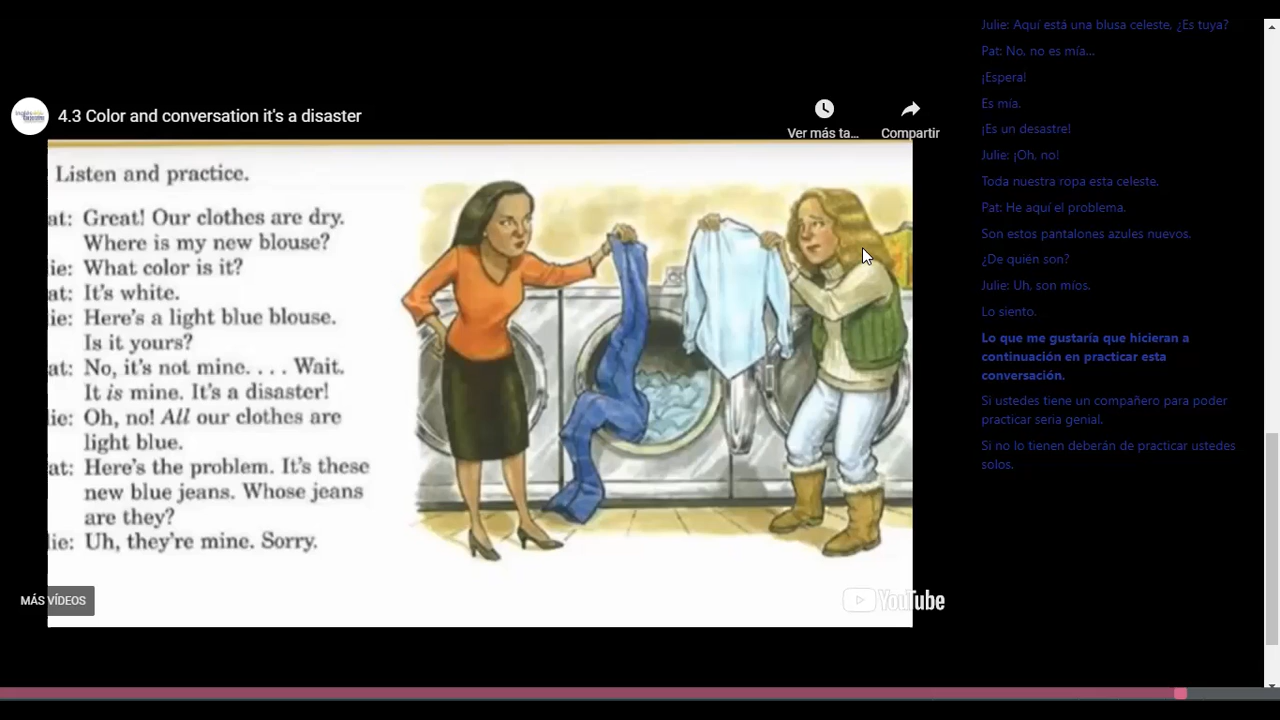 4.3 Color and conversation it's a disaster
Ver más ta...
Compartir
Listen and practice.
at: Great! Our clothes are dry.
Where is my new blouse?
ie: What color is it?
at: It's white.
ie: Here's a light blue blouse.
Is it yours?
at: No, it's not mine. . . . Wait.
It is mine. It's a disaster!
lie: Oh, no! All our clothes are
light blue.
at: Here's the problem. It's these
new blue jeans. Whose jeans
are they?
lie: Uh, they're mine. Sorry.
MÁS VÍDEOS
YouTube
Julie: Aquí está una blusa celeste, ¿Es tuya?
Pat: No, no es mía...
¡Espera!
Es mía.
¡Es un desastre!
Julie: ¡Oh, no!
Toda nuestra ropa esta celeste.
Pat: He aquí el problema.
Son estos pantalones azules nuevos.
¿De quién son?
Julie: Uh, son míos.
Lo siento.
Lo que me gustaría que hicieran a
continuación en practicar esta
conversación.
Si ustedes tiene un compañero para poder
practicar seria genial.
Si no lo tienen deberán de practicar ustedes
solos.